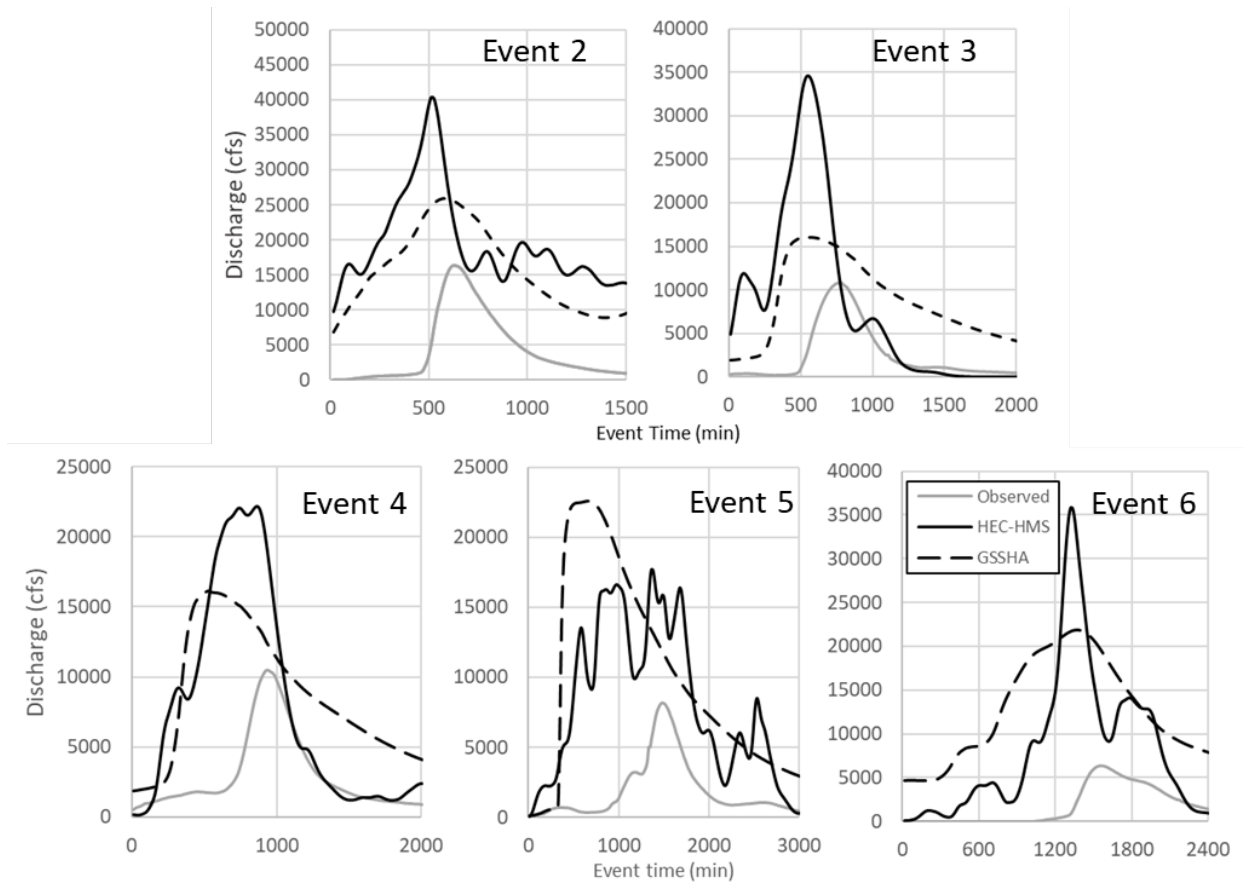 Event 2
50000
45000
40000
35000
30000
25000
20000
15000
10000
5000
0
Discharge (cfs)
0 500 1000 1500
Event 3
40000
35000
30000
25000
20000
15000
10000
5000
0
0 500 1000 1500 2000
Event Time (min)
Event 4
25000
20000
15000
10000
5000
0
Discharge (cfs)
0 1000 2000
Event 5
25000
20000
15000
10000
5000
0
0 1000 2000 3000
Event time (min)
Event 6
40000
35000
30000
25000
20000
15000
10000
5000
0
Observed
HEC-HMS
GSSHA
0 600 1200 1800 2400